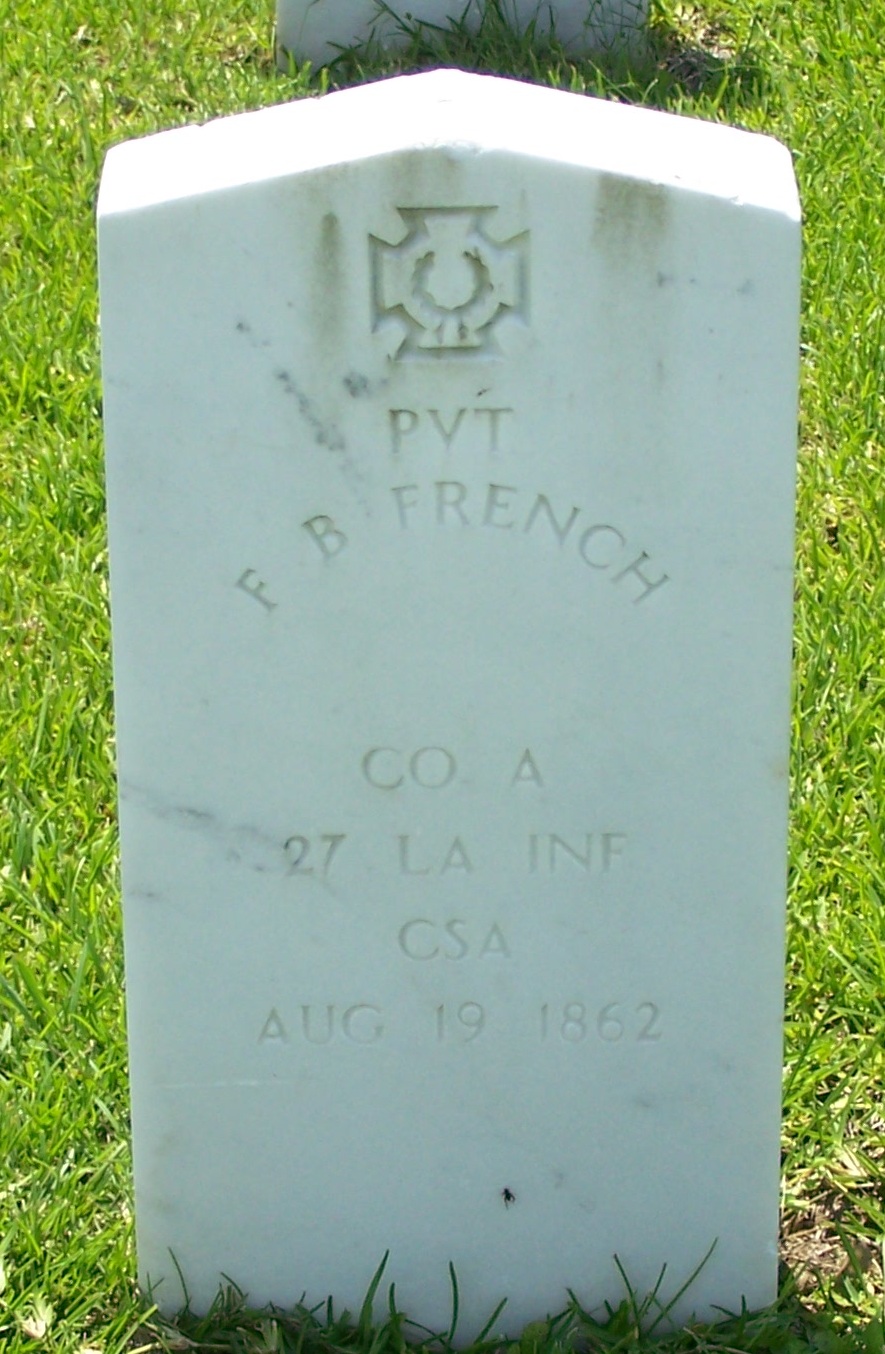 PVT
F B FRENCH
CO A
27 LA INF
CSA
AUG 19 1862